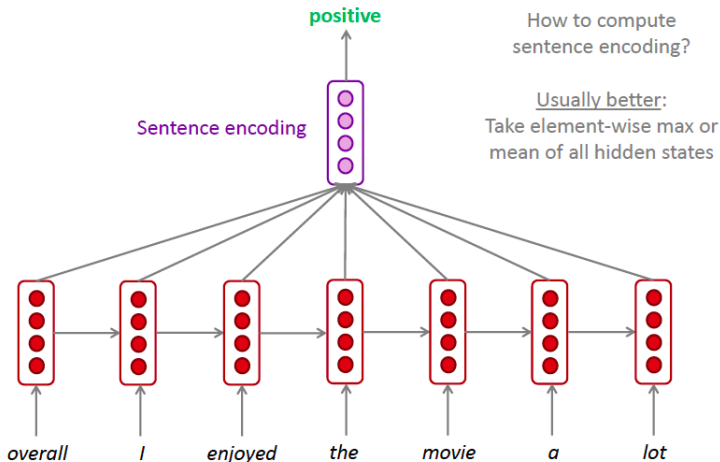 positive
How to compute
sentence encoding?
Usually better:
Take element-wise max or
mean of all hidden states
Sentence encoding
overall I enjoyed the movie a lot